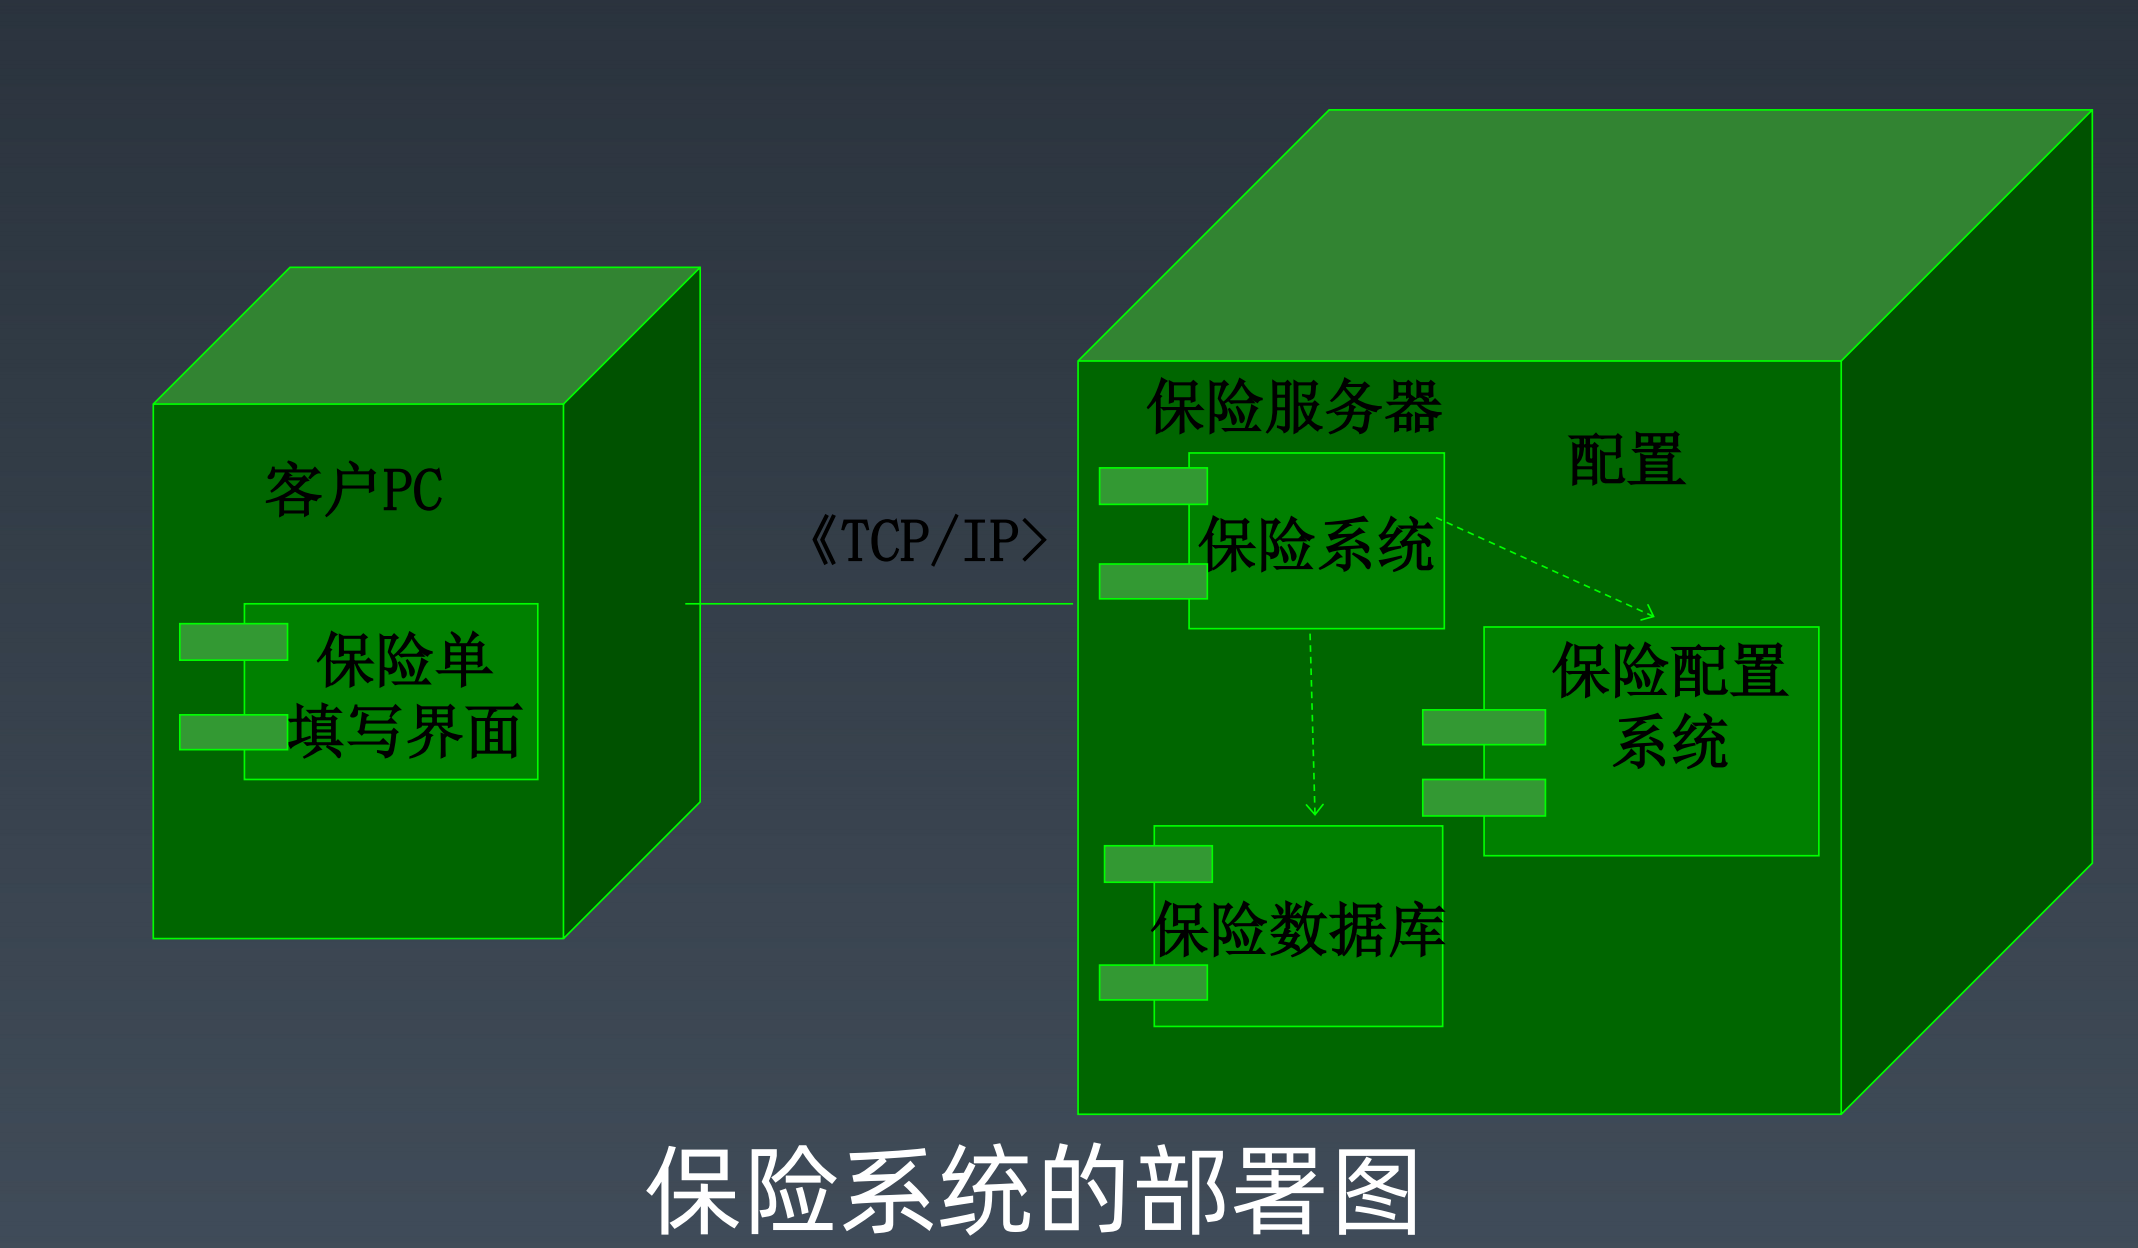 客户PC
保险单
填写界面
《TCP/IP>
保险服务器
配置
保险系统
保险配置
系统
保险数据库
保险系统的部署图